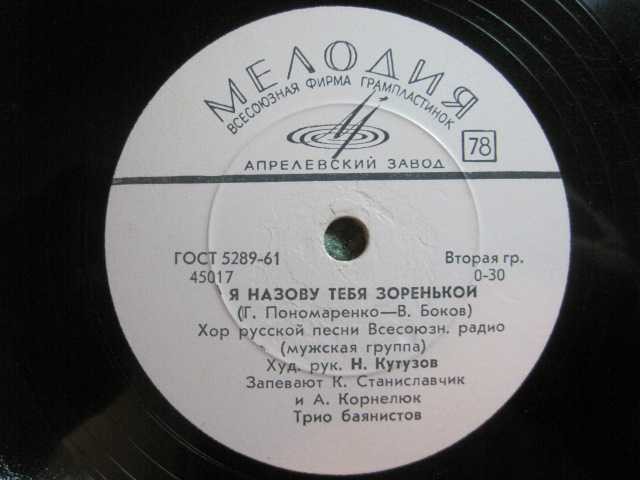 МЕЛОДИЯ
ВСЕСОЮЗНАЯ ФИРМА ГРАМПЛАСТИНОК
78
АПРЕЛЕВСКИЙ ЗАВОД
ГОСТ 5289-61 Вторая гр.
45017 0-30
Я НАЗОВУ ТЕБЯ ЗОРЕНЬКОЙ
(Г. Пономаренко—В. Боков)
Хор русской песни Всесоюзн. радио
(мужская группа)
Худ. рук. Н. Кутузов
Запевают К. Станиславчик
и А. Корнелюк
Трио баянистов